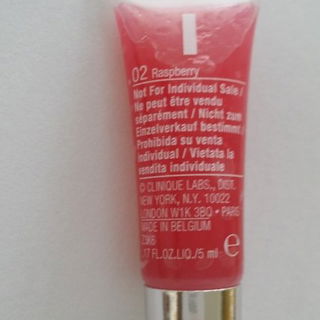 02 Raspberry
Not For Individual Sale /
Ne peut être vendu
séparément / Nicht zum
Einzelverkauf bestimmt /
Prohibida su venta
individual / Vietata la
vendita individuale
© CLINIQUE LABS., DIST.
NEW YORK, N.Y. 10022
LONDON W1K 3BQ • PARIS
MADE IN BELGIUM
.17 FL.OZ.LIQ./5 ml e